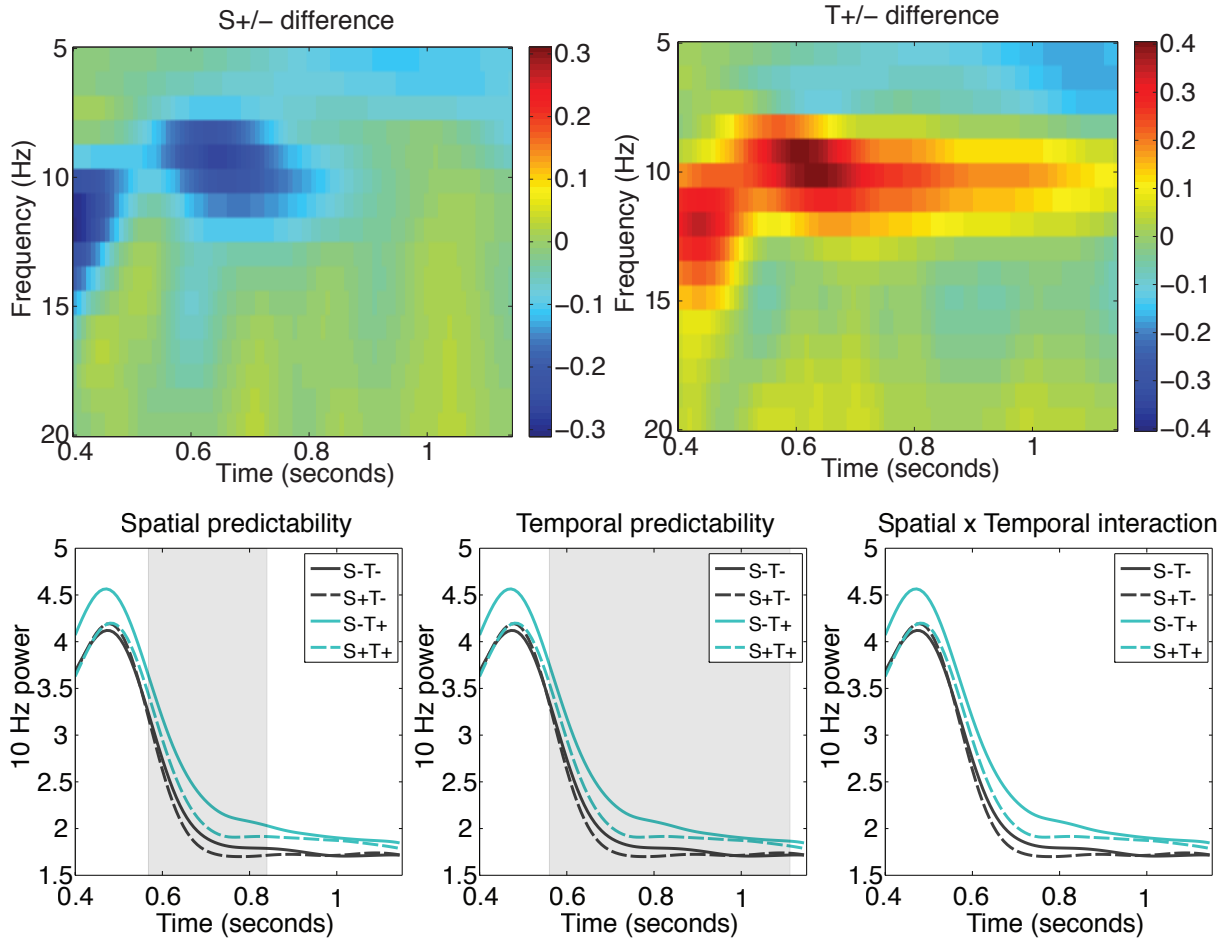 S+/- difference
5
10
15
20
Frequency (Hz)
0.4
0.6
0.8
1
Time (seconds)
0.3
0.2
0.1
0
−0.1
−0.2
−0.3
T+/- difference
5
10
15
20
Frequency (Hz)
0.4
0.6
0.8
1
Time (seconds)
0.4
0.3
0.2
0.1
0
−0.1
−0.2
−0.3
−0.4
Spatial predictability
5
4.5
4
3.5
3
2.5
2
1.5
10 Hz power
S-T-
S+T-
S-T+
S+T+
0.4
0.6
0.8
1
Time (seconds)
Temporal predictability
5
4.5
4
3.5
3
2.5
2
1.5
10 Hz power
S-T-
S+T-
S-T+
S+T+
0.4
0.6
0.8
1
Time (seconds)
Spatial x Temporal interaction
5
4.5
4
3.5
3
2.5
2
1.5
10 Hz power
S-T-
S+T-
S-T+
S+T+
0.4
0.6
0.8
1
Time (seconds)